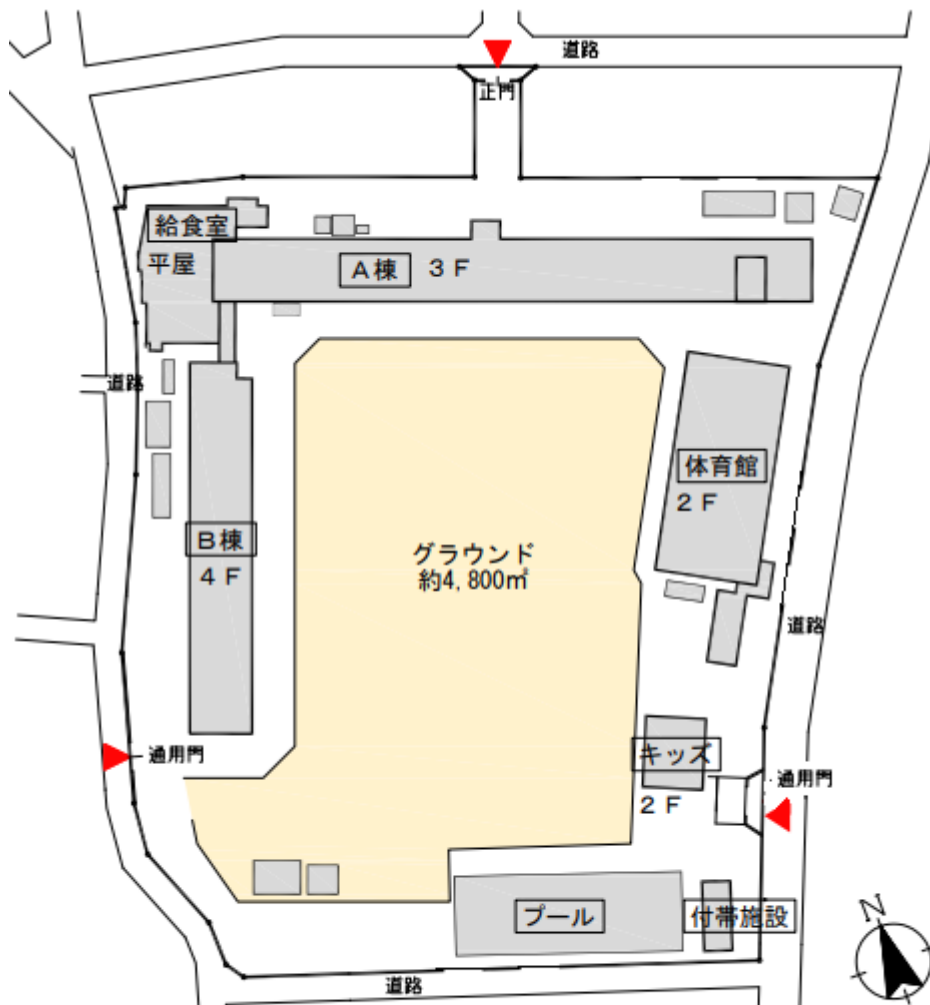 道路
正門
給食室
平屋
A棟 3F
道路
体育館
2F
B棟
4F
グラウンド
約4,800㎡
道路
通用門
キッズ
2F
通用門
プール
付帯施設
道路
N